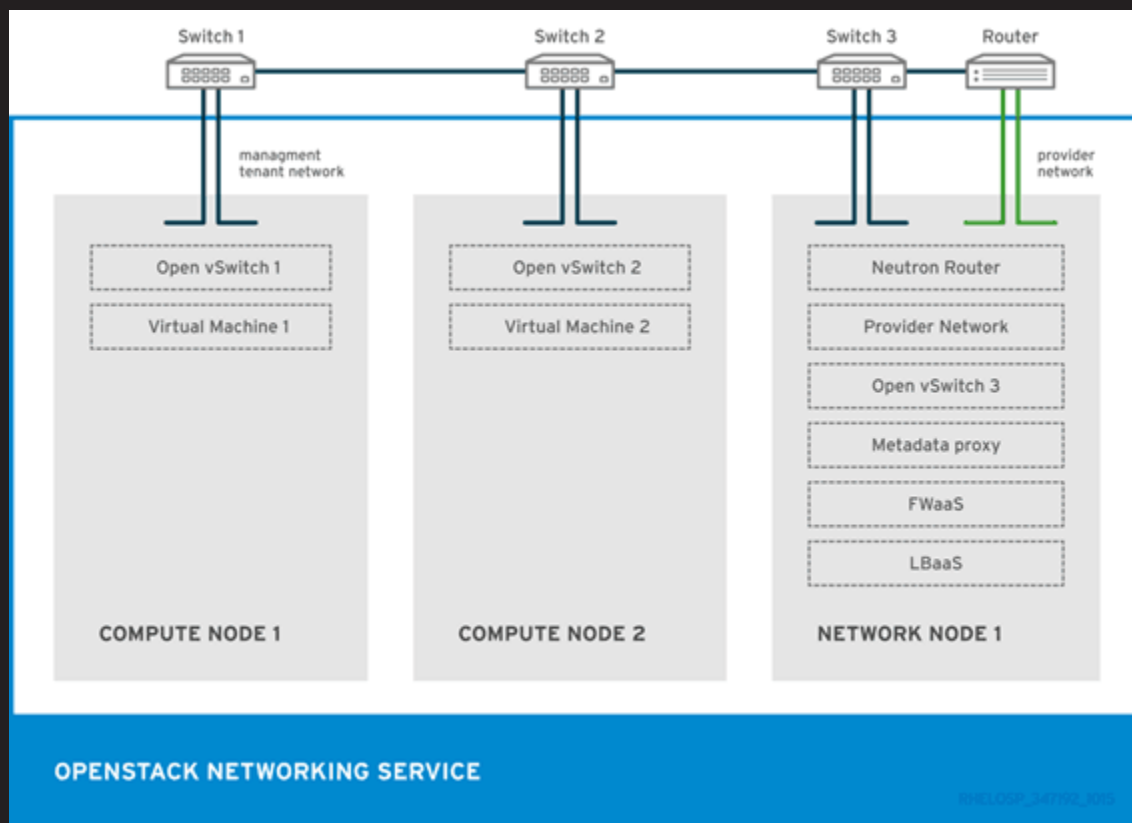 Switch 1
Switch 2
Switch 3
Router
managment
tenant network
provider
network
Open vSwitch 1
Virtual Machine 1
Open vSwitch 2
Virtual Machine 2
Neutron Router
Provider Network
Open vSwitch 3
Metadata proxy
FWaaS
LBaaS
COMPUTE NODE 1
COMPUTE NODE 2
NETWORK NODE 1
OPENSTACK NETWORKING SERVICE